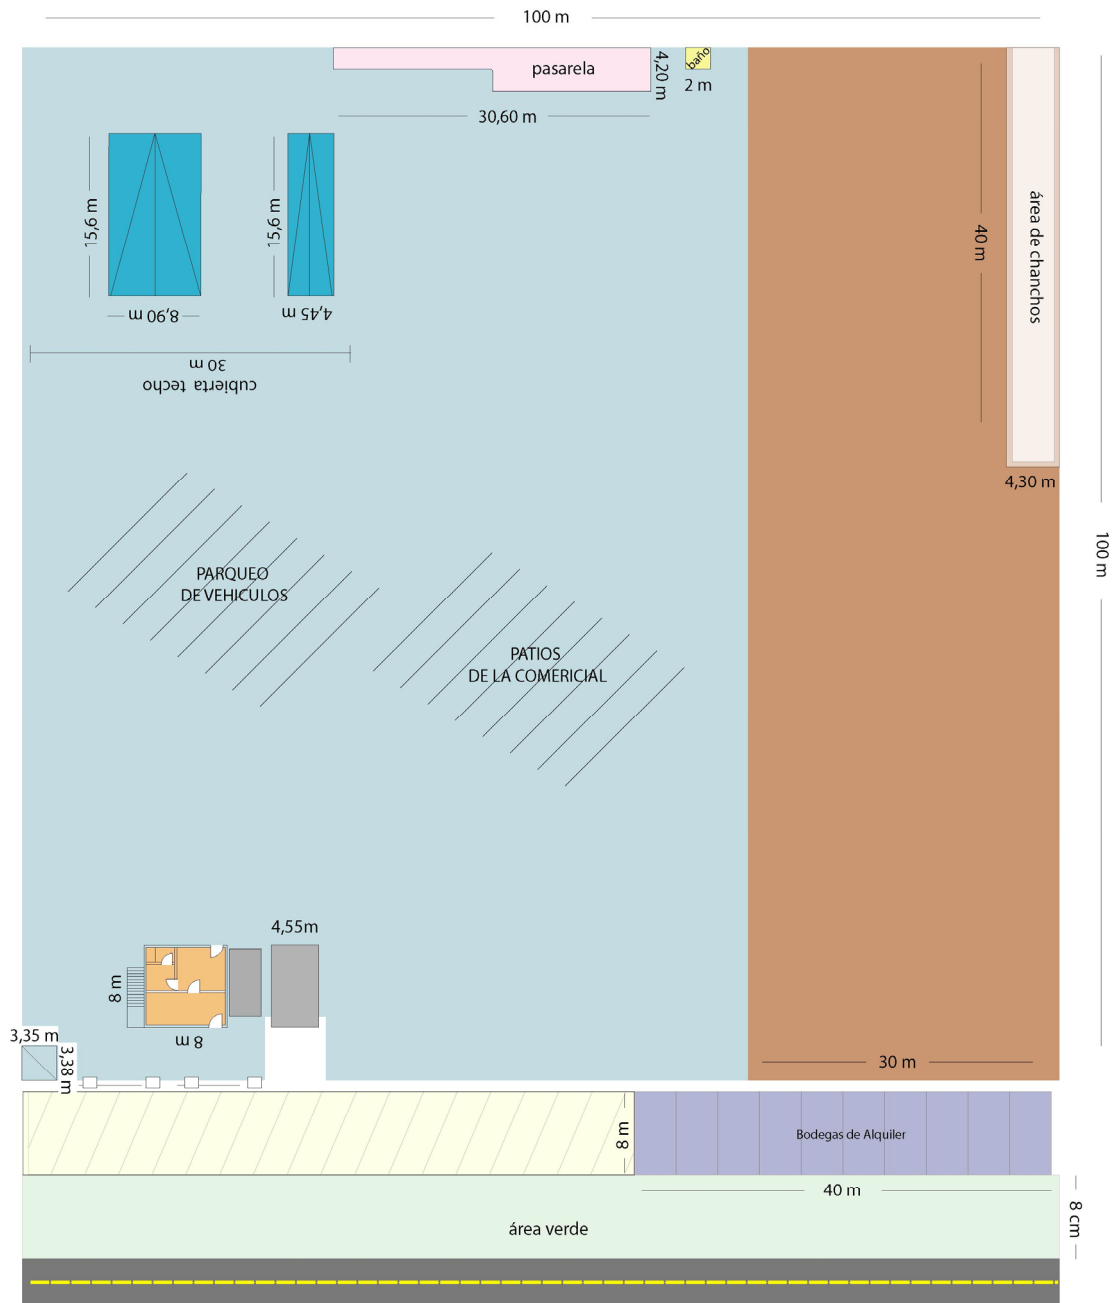 100 m
pasarela
4,20 m
baño
2 m
30,60 m
15,6 m
15,6 m
área de chanchos
40 m
8,90 m
4,45 m
30 m
cubierta techo
4,30 m
100 m
PARQUEO
DE VEHICULOS
PATIOS
DE LA COMERICIAL
4,55m
8 m
8 m
3,35 m
3,38 m
30 m
8 m
Bodegas de Alquiler
40 m
8 cm
área verde